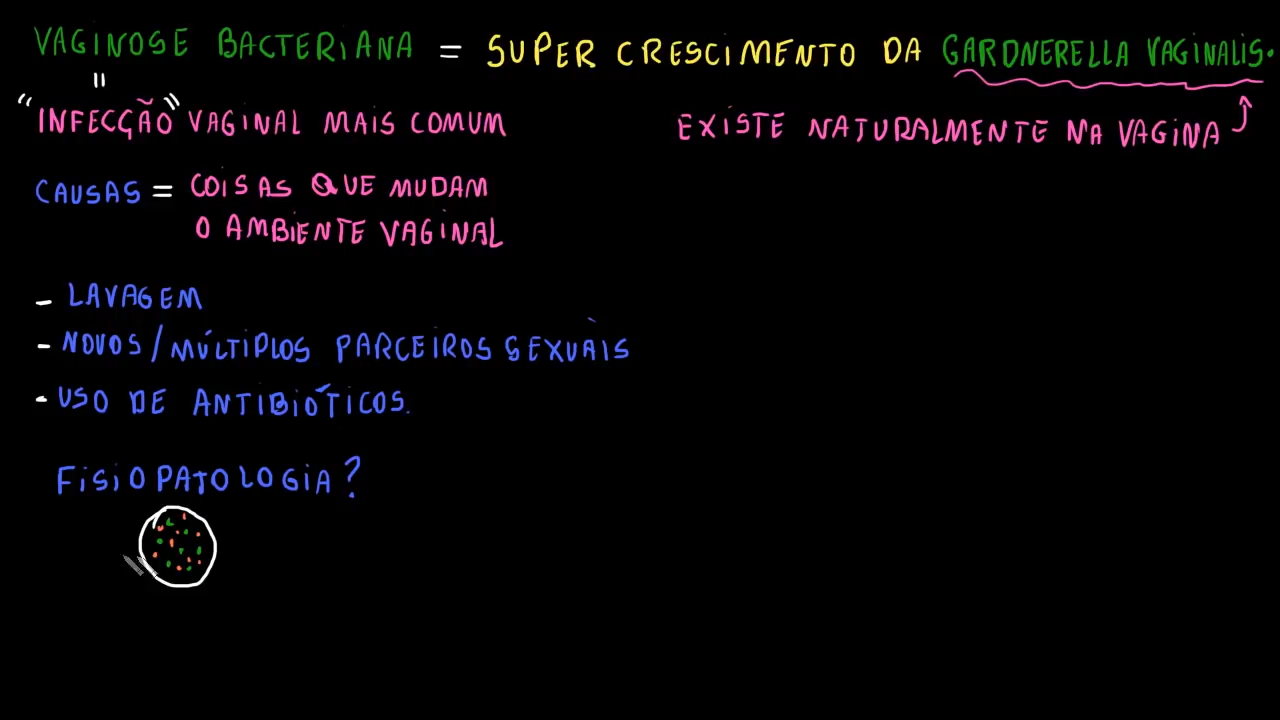 VAGINOSE BACTERIANA = SUPER CRESCIMENTO DA GARDNERELLA VAGINALIS.
"INFECÇÃO" VAGINAL MAIS COMUM
EXISTE NATURALMENTE NA VAGINA
CAUSAS = COISAS QUE MUDAM
O AMBIENTE VAGINAL
- LAVAGEM
- NOVOS/MÚLTIPLOS PARCEIROS SEXUAIS
- USO DE ANTIBIÓTICOS.
FISIOPATOLOGIA?